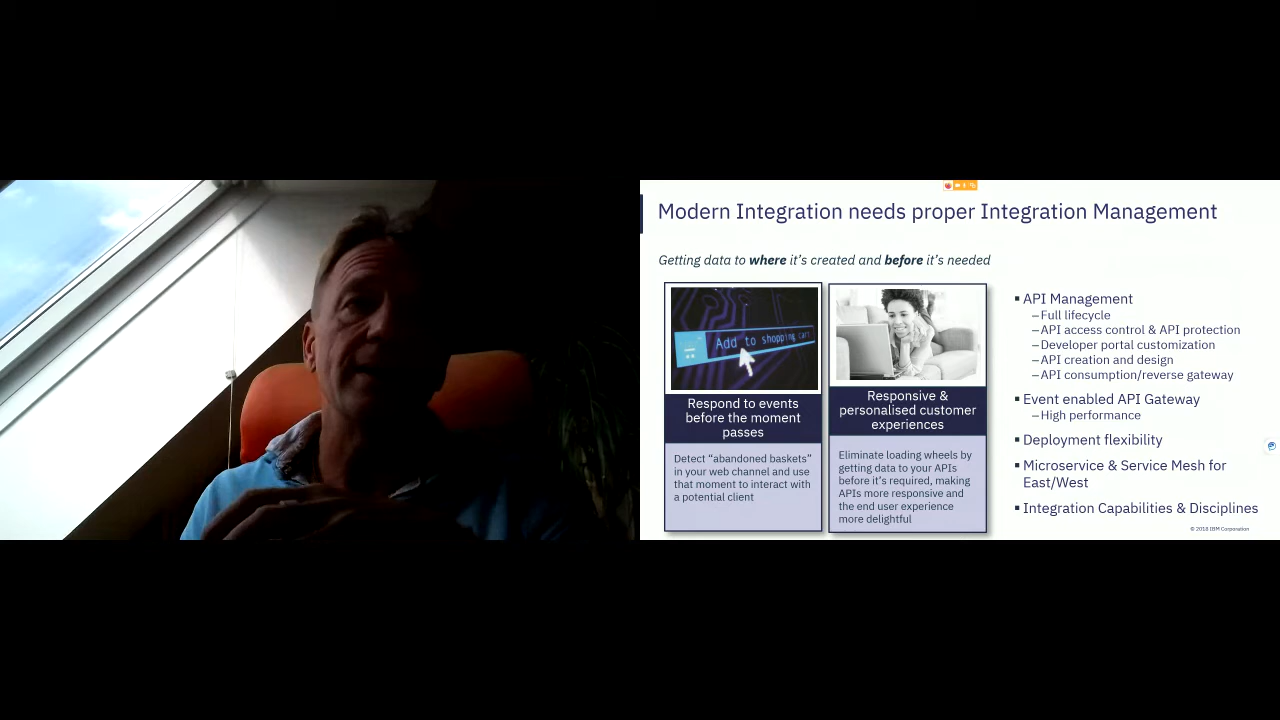 Modern Integration needs proper Integration Management
Getting data to where it's created and before it's needed
Add to shopping cart
Respond to events
before the moment
passes
Detect “abandoned baskets”
in your web channel and use
that moment to interact with
a potential client
Responsive &
personalised customer
experiences
Eliminate loading wheels by
getting data to your APIs
before it's required, making
APIs more responsive and
the end user experience
more delightful
▪ API Management
–Full lifecycle
–API access control & API protection
–Developer portal customization
–API creation and design
–API consumption/reverse gateway
▪ Event enabled API Gateway
–High performance
▪ Deployment flexibility
▪ Microservice & Service Mesh for
East/West
▪ Integration Capabilities & Disciplines
© 2018 IBM Corporation